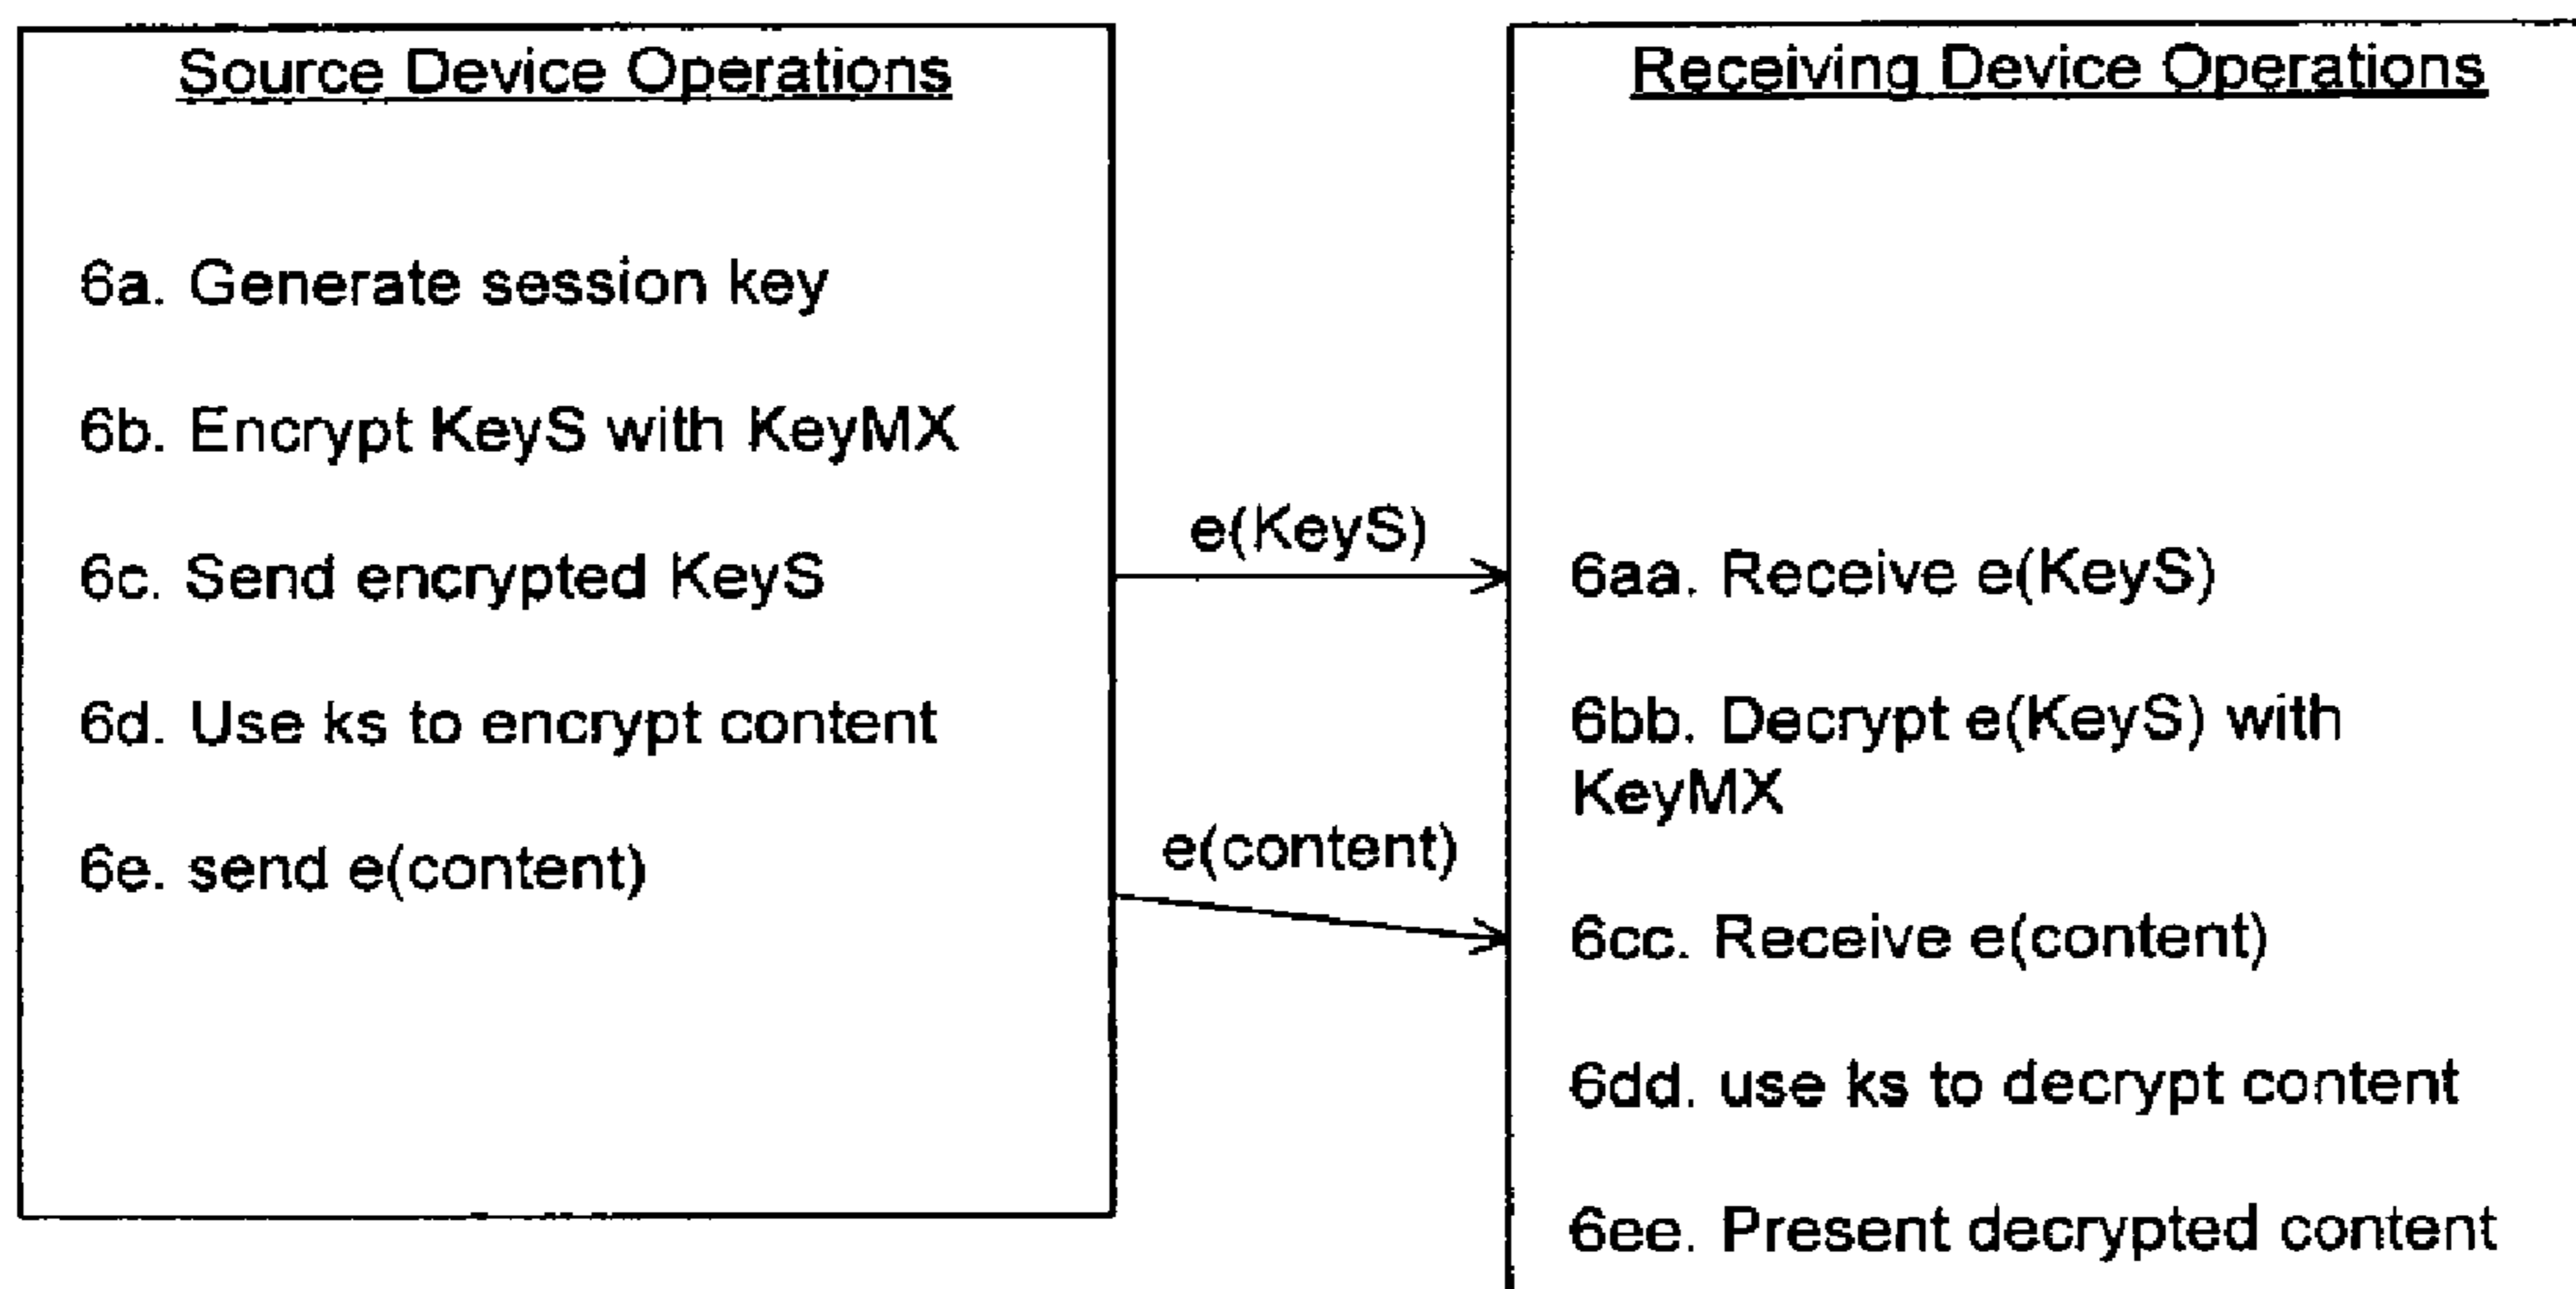 Source Device Operations
6a. Generate session key
6b. Encrypt KeyS with KeyMX
6c. Send encrypted KeyS
6d. Use ks to encrypt content
6e. send e(content)
e(KeyS)
e(content)
Receiving Device Operations
6aa. Receive e(KeyS)
6bb. Decrypt e(KeyS) with
KeyMX
6cc. Receive e(content)
6dd. use ks to decrypt content
6ee. Present decrypted content